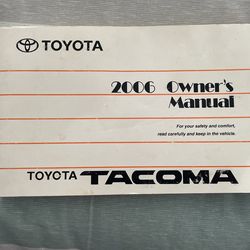 TOYOTA
2006 Owner's
Manual
For your safety and comfort,
read carefully and keep in the vehicle.
TOYOTA TACOMA